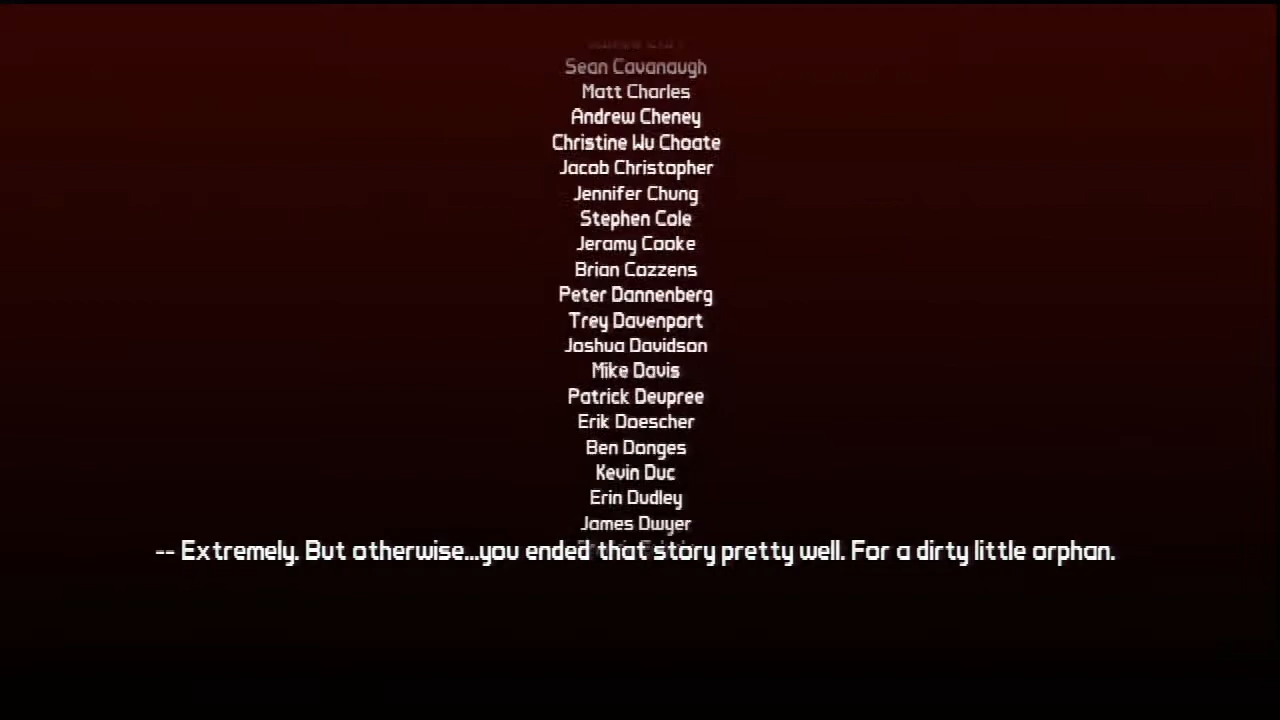 Sean Cavanaugh
Matt Charles
Andrew Cheney
Christine Wu Choate
Jacob Christopher
Jennifer Chung
Stephen Cole
Jeramy Cooke
Brian Cozzens
Peter Dannenberg
Trey Davenport
Joshua Davidson
Mike Davis
Patrick Deupree
Erik Doescher
Ben Donges
Kevin Duc
Erin Dudley
James Dwyer
-- Extremely. But otherwise...you ended that story pretty well. For a dirty little orphan.